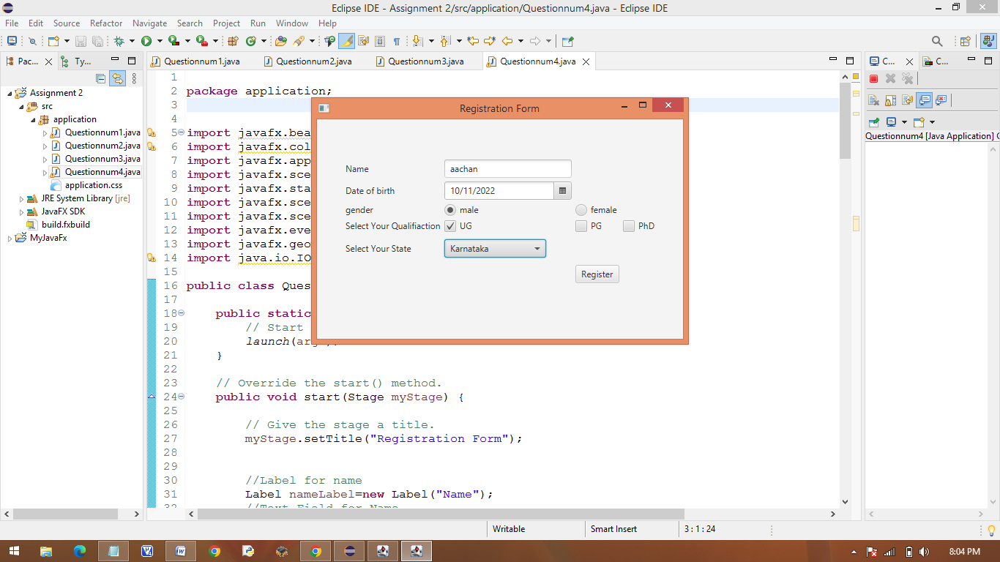 Eclipse IDE - Assignment 2/src/application/Questionnum4.java - Eclipse IDE
File Edit Source Refactor Navigate Search Project Run Window Help
Pac... Ty...
Questionnum1.java Questionnum2.java Questionnum3.java Questionnum4.java
C... C...
Assignment 2
src
application
Questionnum1.java
Questionnum2.java
Questionnum3.java
Questionnum4.java
application.css
JRE System Library [jre]
JavaFX SDK
build.fxbuild
MyJavaFx
1
2 package application;
3
4
5 import javafx.bea
6 import javafx.col
7 import javafx.app
8 import javafx.sce
9 import javafx.sta
10 import javafx.sce
11 import javafx.sce
12 import javafx.eve
13 import javafx.geo
14 import java.io.IO
15
16 public class Ques
17
18 public static
19 // Start
20 launch(args);
21 }
22
23 // Override the start() method.
24 public void start(Stage myStage) {
25
26 // Give the stage a title.
27 myStage.setTitle("Registration Form");
28
29
30 //Label for name
31 Label nameLabel=new Label("Name");
32 //Text Field for Name
Registration Form
Name aachan
Date of birth 10/11/2022
gender male female
Select Your Qualifiaction UG PG PhD
Select Your State Karnataka
Register
Questionnum4 [Java Application] C
Writable Smart Insert 3 : 1 : 24
8:04 PM